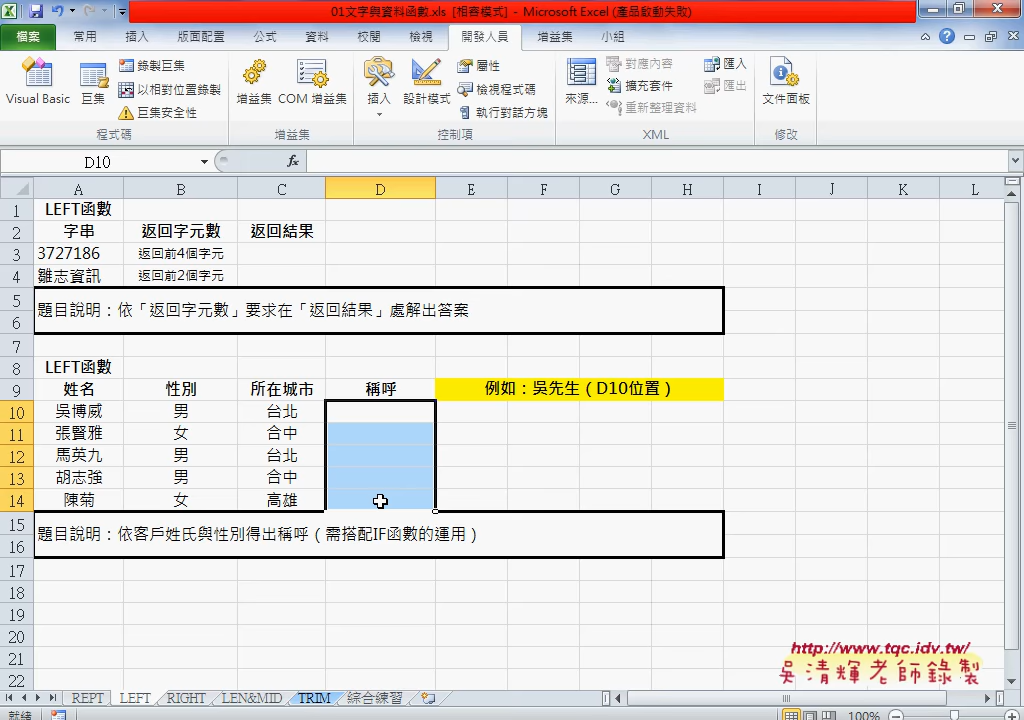 01文字與資料函數.xls [相容模式] - Microsoft Excel (產品啟動失敗)
檔案 常用 插入 版面配置 公式 資料 校閱 檢視 開發人員 增益集 小組
Visual Basic 巨集 錄製巨集 以相對位置錄製 巨集安全性 程式碼
增益集 COM 增益集 增益集
插入 設計模式 屬性 檢視程式碼 執行對話方塊 控制項
來源... 對應內容 擴充套件 重新整理資料 匯入 匯出 XML
文件面板 修改
D10 fx
A B C D E F G H I J K L
1 LEFT函數
2 字串 返回字元數 返回結果
3 3727186 返回前4個字元
4 雛志資訊 返回前2個字元
5
題目說明：依「返回字元數」要求在「返回結果」處解出答案
6
7
8 LEFT函數
9 姓名 性別 所在城市 稱呼 例如：吳先生（D10位置）
10 吳博威 男 台北
11 張賢雅 女 台中
12 馬英九 男 台北
13 胡志強 男 台中
14 陳菊 女 高雄
15
題目說明：依客戶姓氏與性別得出稱呼（需搭配IF函數的運用）
16
17
18
19
20
21
22
http://www.tqc.idv.tw/
吳清輝老師錄製
REPT LEFT RIGHT LEN&MID TRIM 綜合練習
就緒 100%